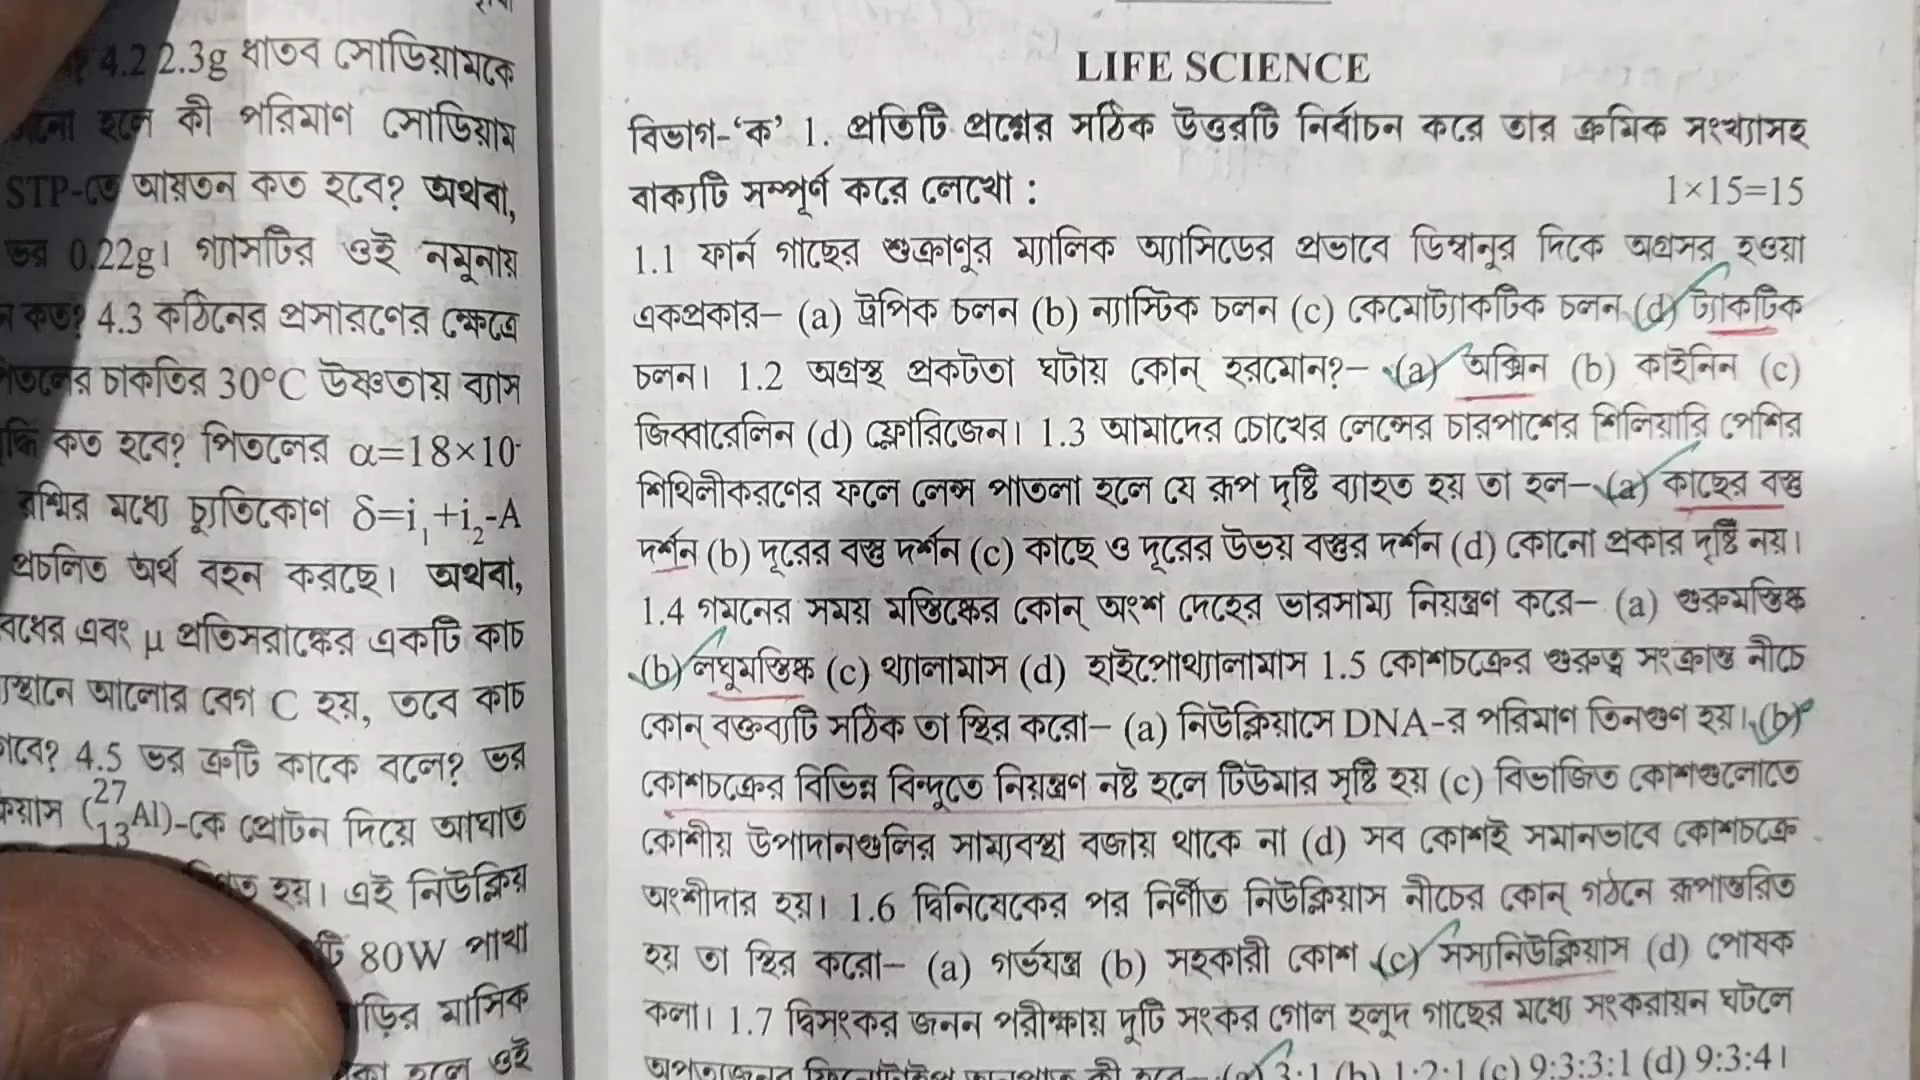 4.2 2.3g ধাতব সোডিয়ামকে
হলে কী পরিমাণ সোডিয়াম
STP-তে আয়তন কত হবে? অথবা,
ভর 0.22g। গ্যাসটির ওই নমুনায়
কত? 4.3 কঠিনের প্রসারণের ক্ষেত্রে
চাকতির 30°C উষ্ণতায় ব্যাস
কত হবে? পিতলের α=18×10-
রশ্মির মধ্যে চ্যুতিকোণ δ=i₁+i₂-A
প্রচলিত অর্থ বহন করছে। অথবা,
এবং μ প্রতিসরাঙ্কের একটি কাচ
আলোর বেগ C হয়, তবে কাচ
4.5 ভর ত্রুটি কাকে বলে? ভর
(²⁷₁₃Al)-কে প্রোটন দিয়ে আঘাত
হয়। এই নিউক্লিয়
80W পাখা
মাসিক
হলে ওই
LIFE SCIENCE
বিভাগ-‘ক’ 1. প্রতিটি প্রশ্নের সঠিক উত্তরটি নির্বাচন করে তার ক্রমিক সংখ্যাসহ
বাক্যটি সম্পূর্ণ করে লেখো : 1×15=15
1.1 ফার্ন গাছের শুক্রাণুর ম্যালিক অ্যাসিডের প্রভাবে ডিম্বানুর দিকে অগ্রসর হওয়া
একপ্রকার– (a) ট্রপিক চলন (b) ন্যাস্টিক চলন (c) কেমোট্যাকটিক চলন (d) ট্যাকটিক
চলন। 1.2 অগ্রস্থ প্রকটতা ঘটায় কোন্ হরমোন?– (a) অক্সিন (b) কাইনিন (c)
জিব্বারেলিন (d) ফ্লোরিজেন। 1.3 আমাদের চোখের লেন্সের চারপাশের শিলিয়ারি পেশির
শিথিলীকরণের ফলে লেন্স পাতলা হলে যে রূপ দৃষ্টি ব্যাহত হয় তা হল– (a) কাছের বস্তু
দর্শন (b) দূরের বস্তু দর্শন (c) কাছে ও দূরের উভয় বস্তুর দর্শন (d) কোনো প্রকার দৃষ্টি নয়।
1.4 গমনের সময় মস্তিষ্কের কোন্ অংশ দেহের ভারসাম্য নিয়ন্ত্রণ করে– (a) গুরুমস্তিষ্ক
(b) লঘুমস্তিষ্ক (c) থ্যালামাস (d) হাইপোথ্যালামাস 1.5 কোশচক্রের গুরুত্ব সংক্রান্ত নীচে
কোন্ বক্তব্যটি সঠিক তা স্থির করো– (a) নিউক্লিয়াসে DNA-র পরিমাণ তিনগুণ হয়। (b)
কোশচক্রের বিভিন্ন বিন্দুতে নিয়ন্ত্রণ নষ্ট হলে টিউমার সৃষ্টি হয় (c) বিভাজিত কোশগুলোতে
কোশীয় উপাদানগুলির সাম্যবস্থা বজায় থাকে না (d) সব কোশই সমানভাবে কোশচক্রে
অংশীদার হয়। 1.6 দ্বিনিষেকের পর নির্ণীত নিউক্লিয়াস নীচের কোন্ গঠনে রূপান্তরিত
হয় তা স্থির করো– (a) গর্ভযন্ত্র (b) সহকারী কোশ (c) সস্যনিউক্লিয়াস (d) পোষক
কলা। 1.7 দ্বিসংকর জনন পরীক্ষায় দুটি সংকর গোল হলুদ গাছের মধ্যে সংকরায়ন ঘটলে
(a) 3:1 (b) 1:2:1 (c) 9:3:3:1 (d) 9:3:4।